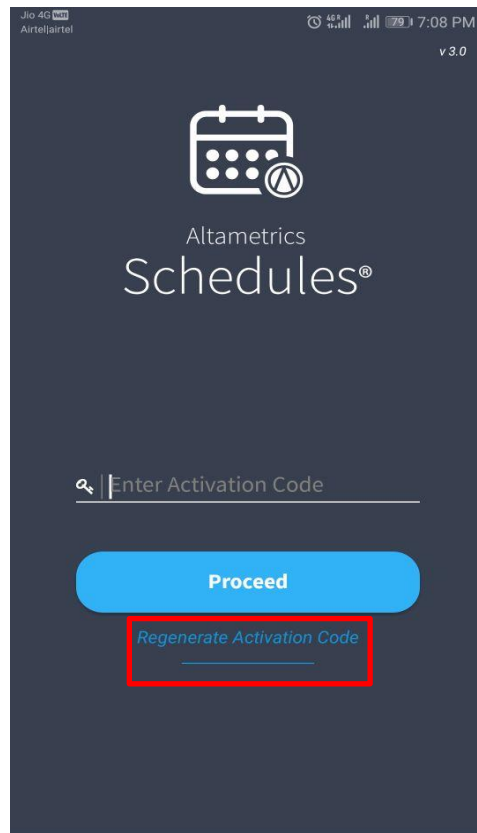 Jio 4G VoLTE
Airtel|airtel
79 7:08 PM
v 3.0
Altametrics
Schedules®
Enter Activation Code
Proceed
Regenerate Activation Code